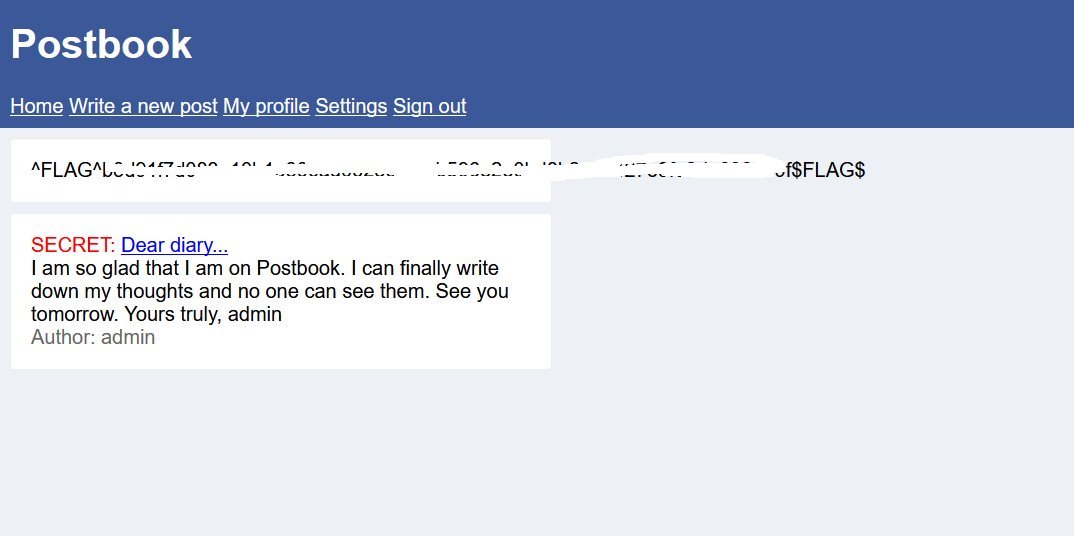 Postbook
Home Write a new post My profile Settings Sign out
^FLAG^ f$FLAG$
SECRET: Dear diary...
I am so glad that I am on Postbook. I can finally write
down my thoughts and no one can see them. See you
tomorrow. Yours truly, admin
Author: admin